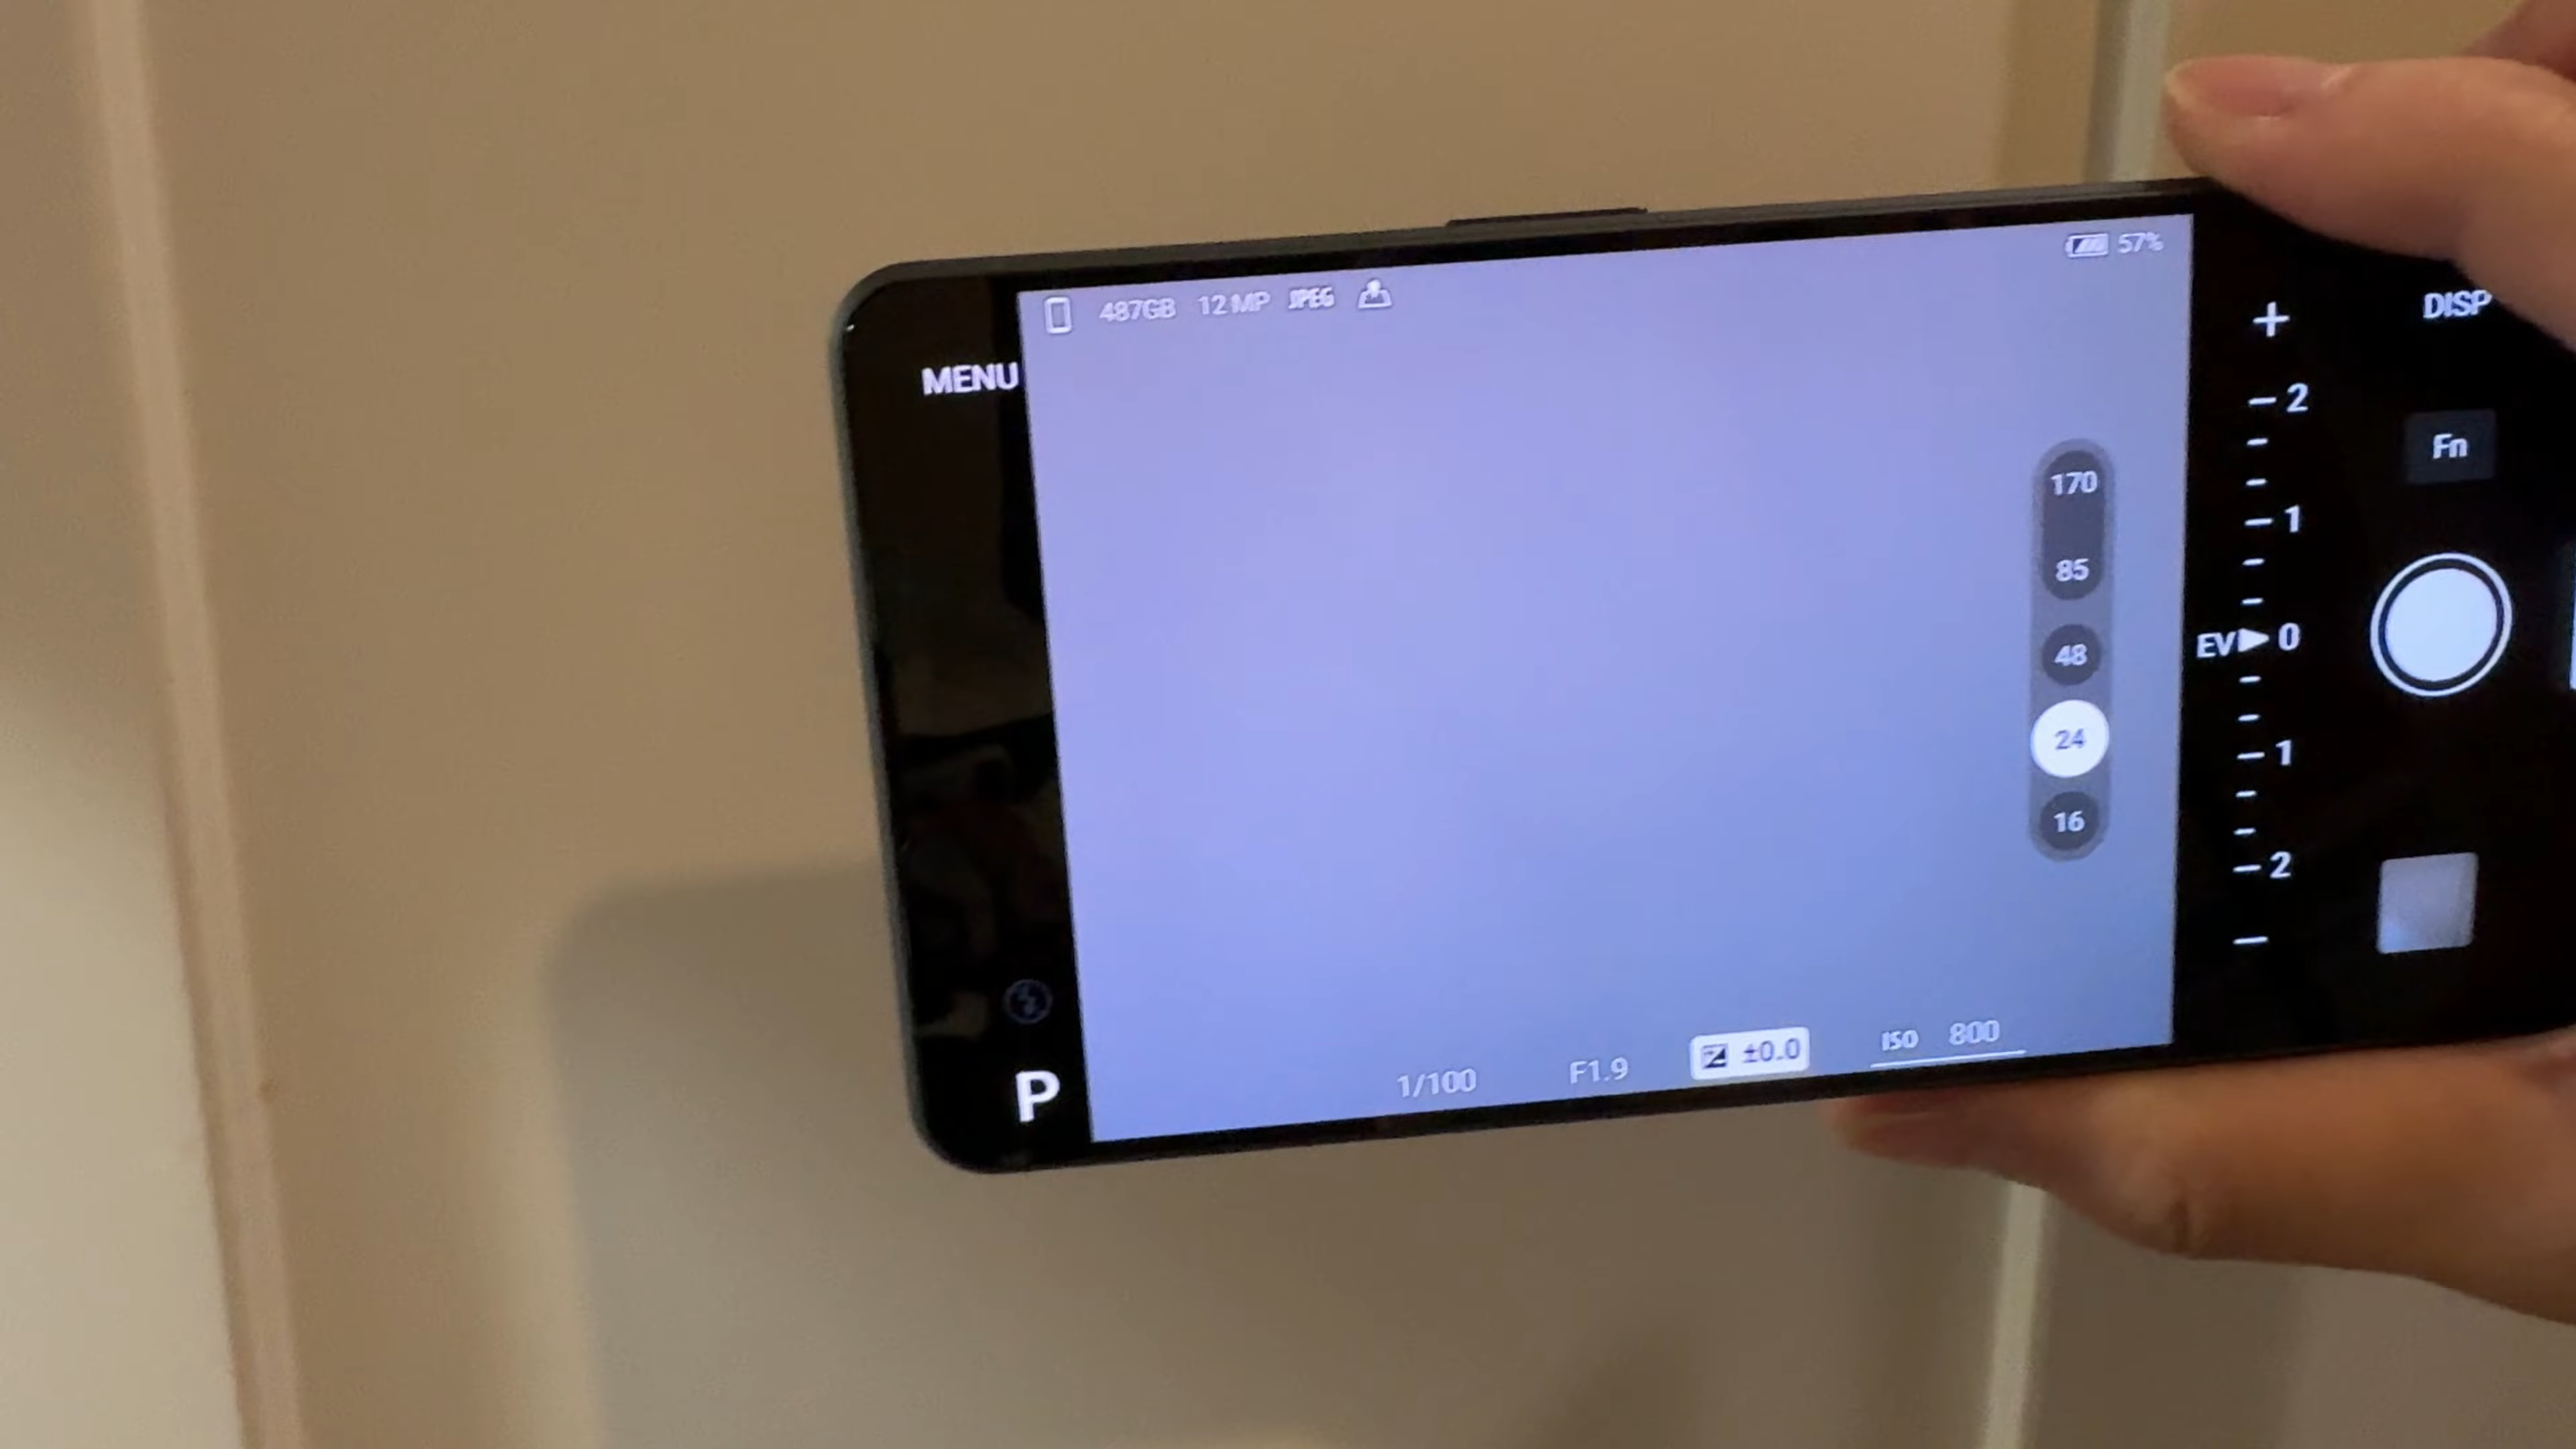 57%
487GB 12MP JPEG
DISP
MENU
+
2
Fn
170
1
85
EV 0
48
24
1
16
2
–
1/100 F1.9 ±0.0 ISO 800
P